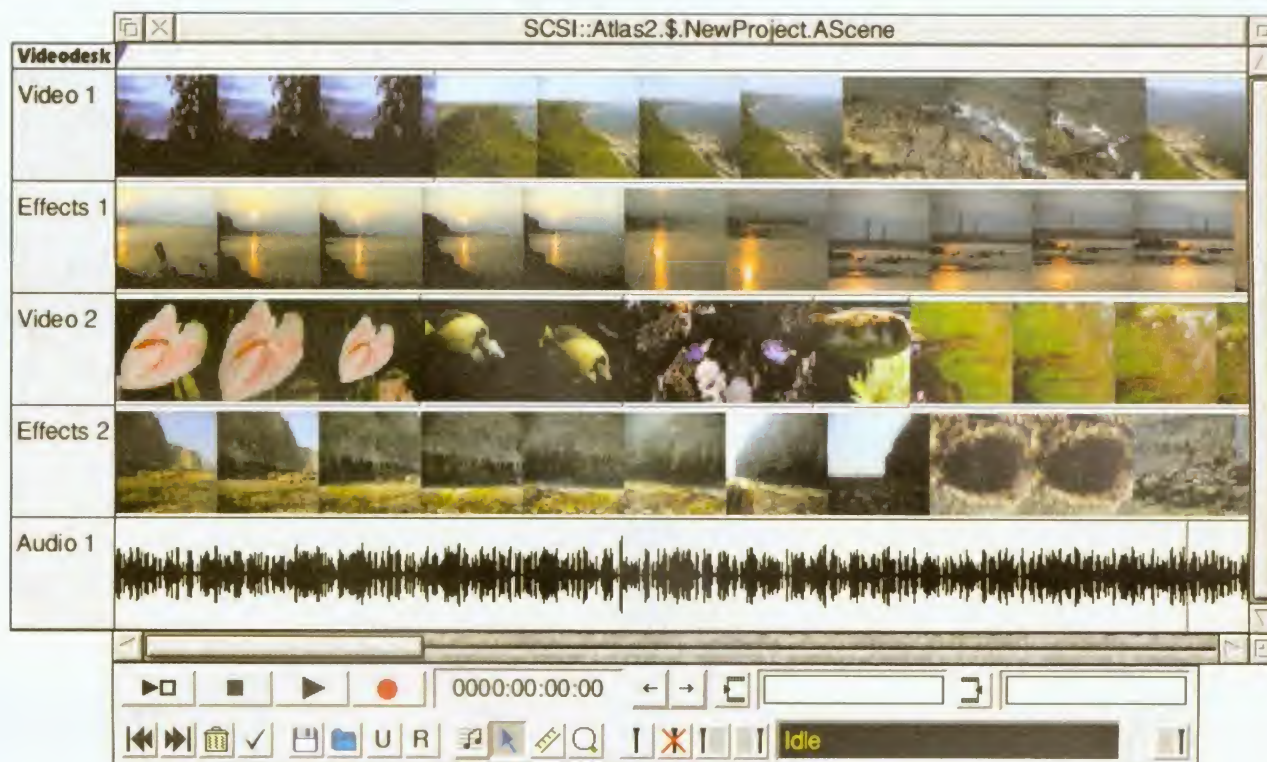 SCSI::Atlas2.$.NewProject.AScene
Videodesk
Video 1
Effects 1
Video 2
Effects 2
Audio 1
0000:00:00:00
U R
Idle